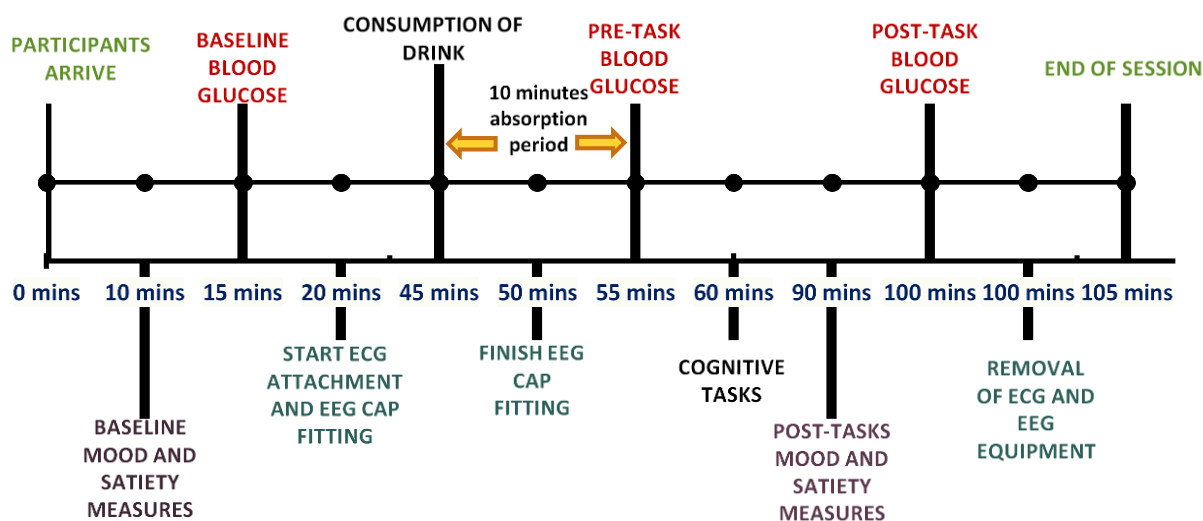 PARTICIPANTS
ARRIVE
BASELINE
BLOOD
GLUCOSE
CONSUMPTION OF
DRINK
10 minutes
absorption
period
PRE-TASK
BLOOD
GLUCOSE
POST-TASK
BLOOD
GLUCOSE
END OF SESSION
0 mins
10 mins
15 mins
20 mins
45 mins
50 mins
55 mins
60 mins
90 mins
100 mins
100 mins
105 mins
BASELINE
MOOD AND
SATIETY
MEASURES
START ECG
ATTACHMENT
AND EEG CAP
FITTING
FINISH EEG
CAP
FITTING
COGNITIVE
TASKS
POST-TASKS
MOOD AND
SATIETY
MEASURES
REMOVAL
OF ECG AND
EEG
EQUIPMENT